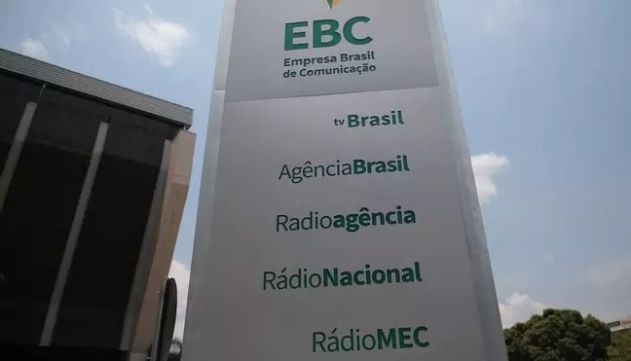 EBC
Empresa Brasil
de Comunicação
tv Brasil
AgênciaBrasil
Radioagência
RádioNacional
RádioMEC